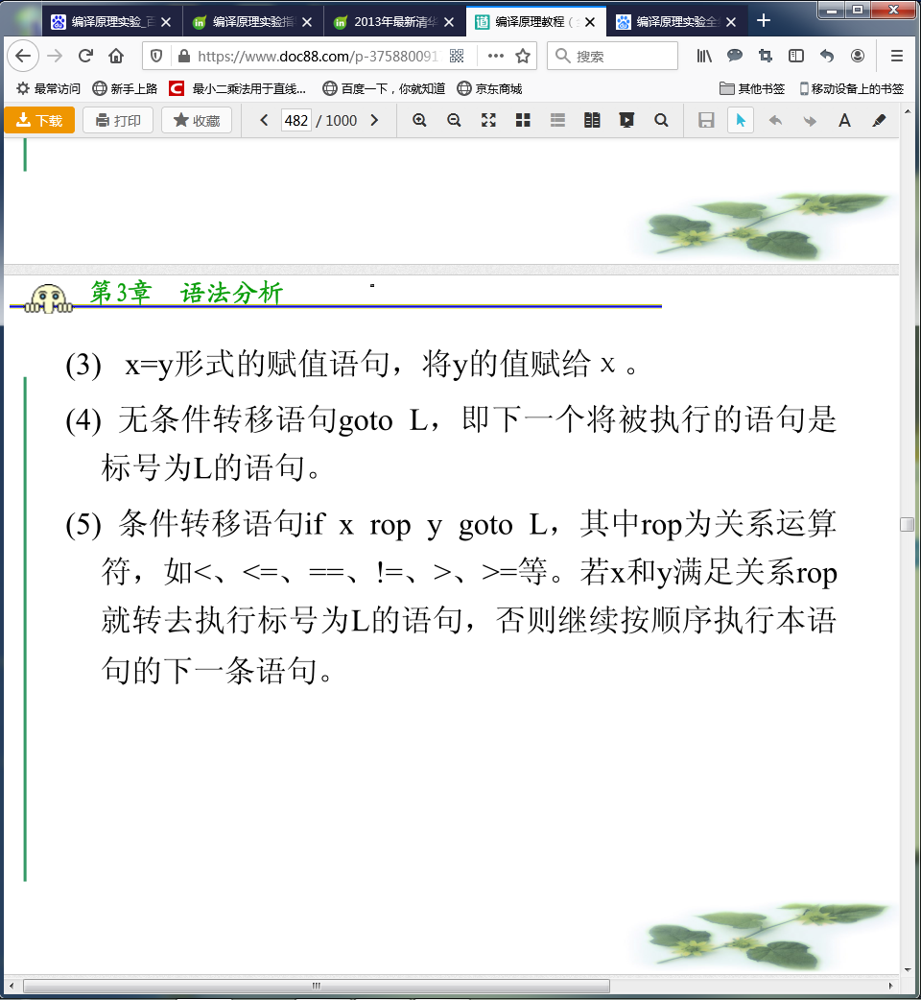 编译原理实验_百
编译原理实验指
2013年最新清华
编译原理教程（
编译原理实验全
https://www.doc88.com/p-37588009
搜索
最常访问
新手上路
最小二乘法用于直线...
百度一下，你就知道
京东商城
其他书签
移动设备上的书签
下载
打印
收藏
482 / 1000
第3章 语法分析
(3) x=y形式的赋值语句，将y的值赋给x。
(4) 无条件转移语句goto L，即下一个将被执行的语句是
标号为L的语句。
(5) 条件转移语句if x rop y goto L，其中rop为关系运算
符，如<、<=、==、!=、>、>=等。若x和y满足关系rop
就转去执行标号为L的语句，否则继续按顺序执行本语
句的下一条语句。